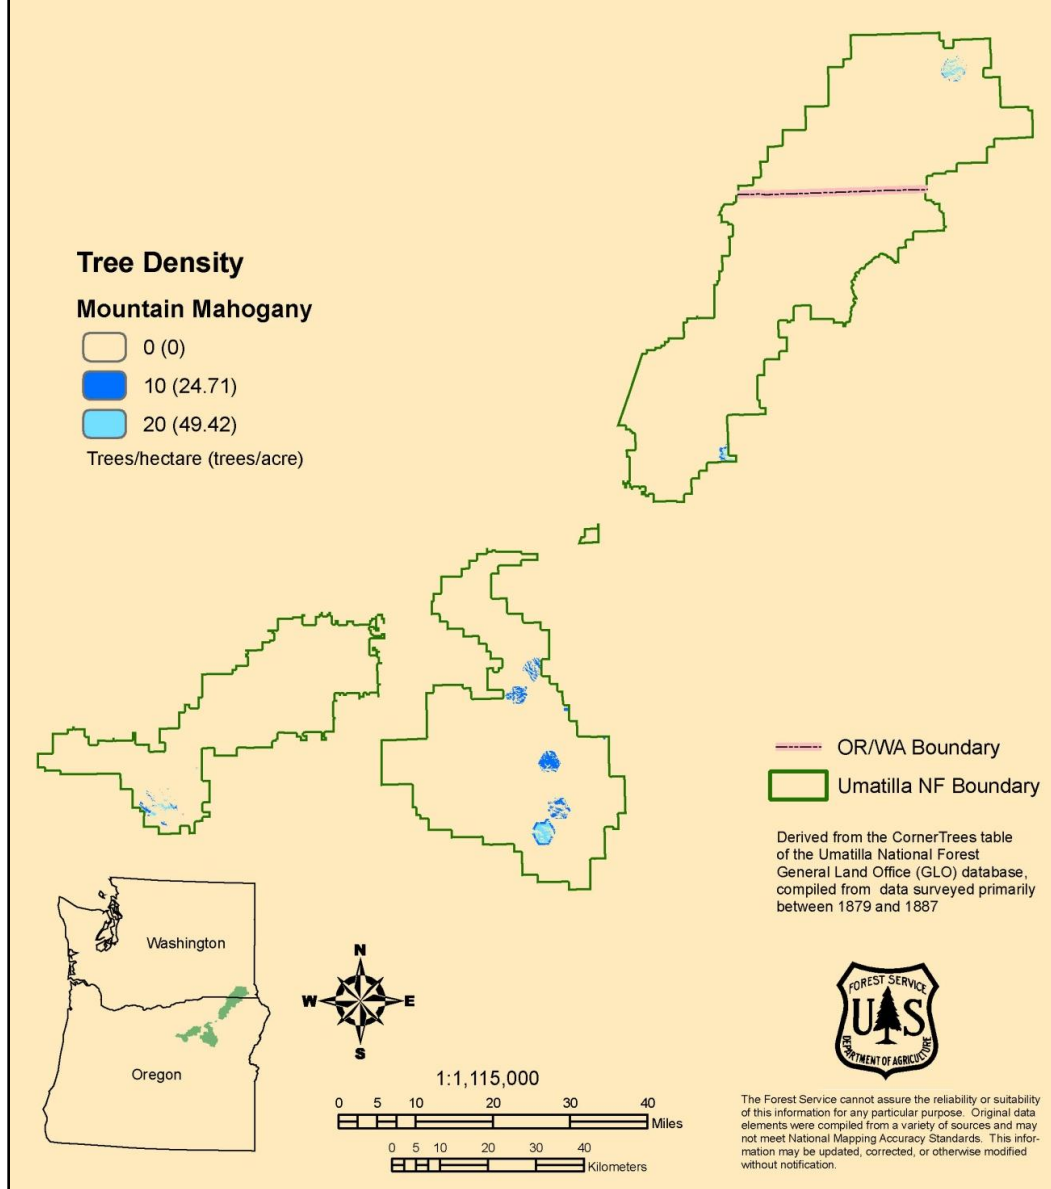 Tree Density
Mountain Mahogany
0 (0)
10 (24.71)
20 (49.42)
Trees/hectare (trees/acre)
OR/WA Boundary
Umatilla NF Boundary
Derived from the CornerTrees table
of the Umatilla National Forest
General Land Office (GLO) database,
compiled from data surveyed primarily
between 1879 and 1887
Washington
Oregon
N
W E
S
1:1,115,000
0 5 10 20 30 40
Miles
0 5 10 20 30 40
Kilometers
FOREST SERVICE
U S
DEPARTMENT OF AGRICULTURE
The Forest Service cannot assure the reliability or suitability
of this information for any particular purpose. Original data
elements were compiled from a variety of sources and may
not meet National Mapping Accuracy Standards. This infor-
mation may be updated, corrected, or otherwise modified
without notification.